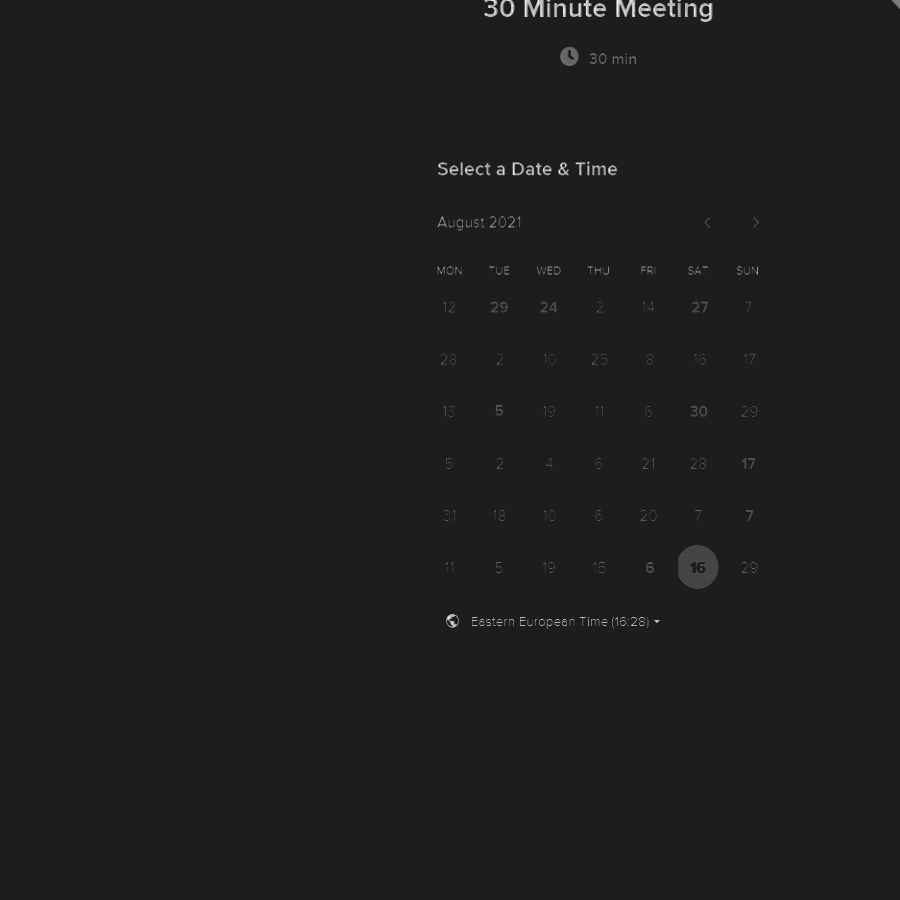 30 Minute Meeting
30 min
Select a Date & Time
August 2021
MON TUE WED THU FRI SAT SUN
12 29 24 2 14 27 7
28 2 10 25 8 16 17
13 5 19 11 6 30 29
5 2 4 6 21 28 17
31 18 10 6 20 7 7
11 5 19 15 6 16 29
Eastern European Time (16:28)